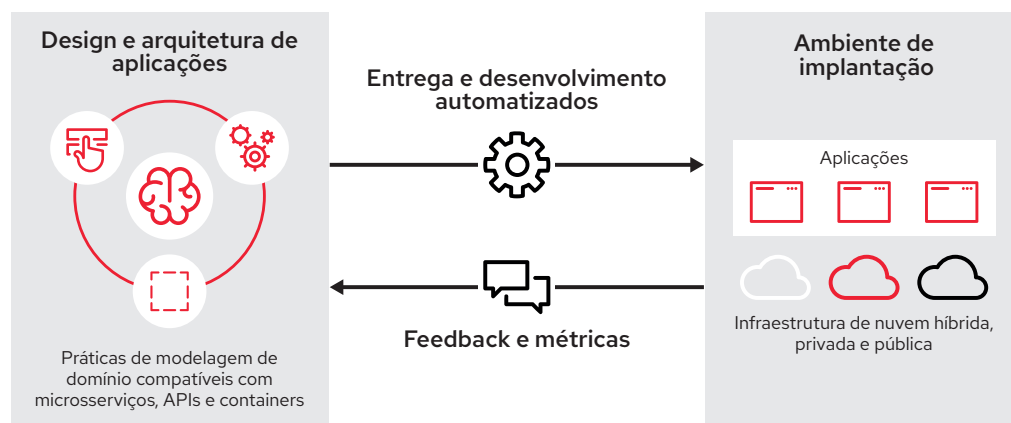 Design e arquitetura de
aplicações
Práticas de modelagem de
domínio compatíveis com
microsserviços, APIs e containers
Entrega e desenvolvimento
automatizados
Feedback e métricas
Ambiente de
implantação
Aplicações
Infraestrutura de nuvem híbrida,
privada e pública